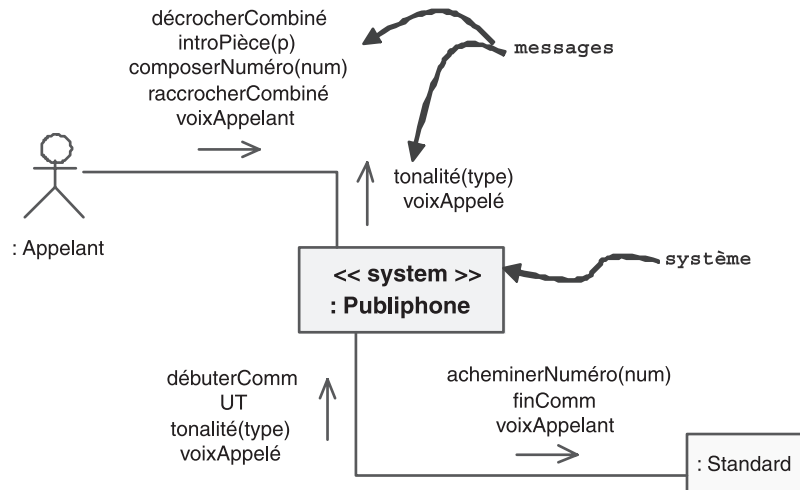 décrocherCombiné
introPièce(p)
composerNuméro(num)
raccrocherCombiné
voixAppelant
messages
tonalité(type)
voixAppelé
: Appelant
<< system >>
: Publiphone
système
débuterComm
UT
tonalité(type)
voixAppelé
acheminerNuméro(num)
finComm
voixAppelant
: Standard